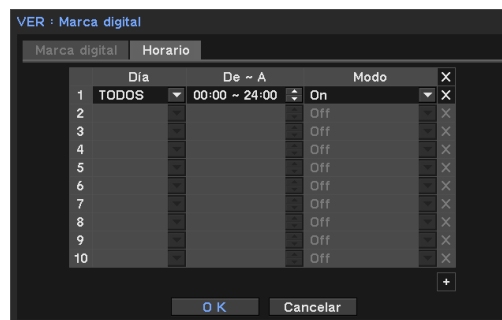 VER : Marca digital
Marca digital Horario
Día De ~ A Modo X
1 TODOS 00:00 ~ 24:00 On X
2 Off X
3 Off X
4 Off X
5 Off X
6 Off X
7 Off X
8 Off X
9 Off X
10 Off X
+
OK Cancelar